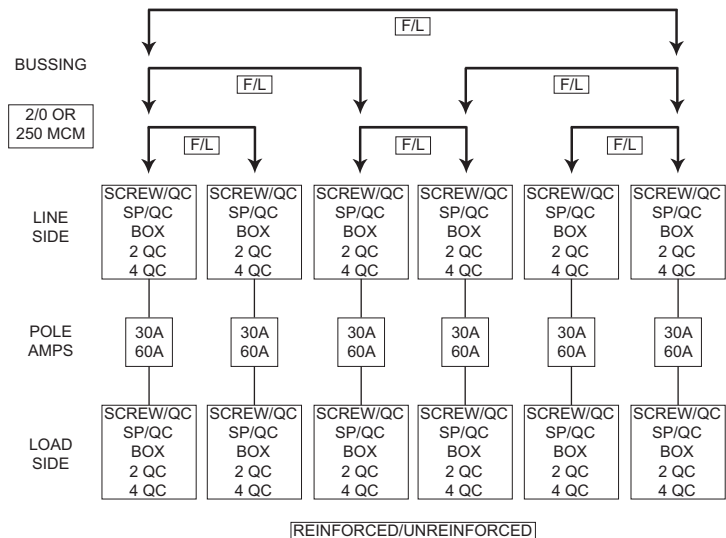 F/L
BUSSING
F/L F/L
2/0 OR
250 MCM
F/L F/L F/L
LINE
SIDE
SCREW/QC SCREW/QC SCREW/QC SCREW/QC SCREW/QC SCREW/QC
SP/QC SP/QC SP/QC SP/QC SP/QC SP/QC
BOX BOX BOX BOX BOX BOX
2 QC 2 QC 2 QC 2 QC 2 QC 2 QC
4 QC 4 QC 4 QC 4 QC 4 QC 4 QC
POLE
AMPS
30A 30A 30A 30A 30A 30A
60A 60A 60A 60A 60A 60A
LOAD
SIDE
SCREW/QC SCREW/QC SCREW/QC SCREW/QC SCREW/QC SCREW/QC
SP/QC SP/QC SP/QC SP/QC SP/QC SP/QC
BOX BOX BOX BOX BOX BOX
2 QC 2 QC 2 QC 2 QC 2 QC 2 QC
4 QC 4 QC 4 QC 4 QC 4 QC 4 QC
REINFORCED/UNREINFORCED